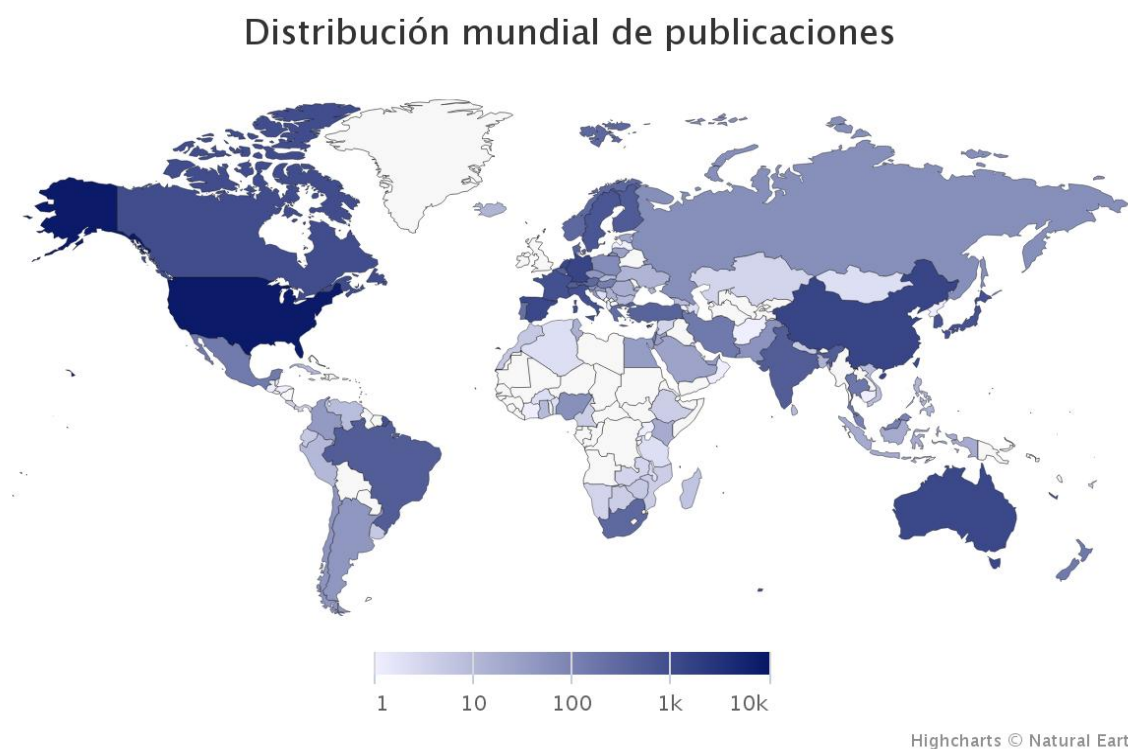 Distribución mundial de publicaciones
1 10 100 1k 10k
Highcharts © Natural Eart